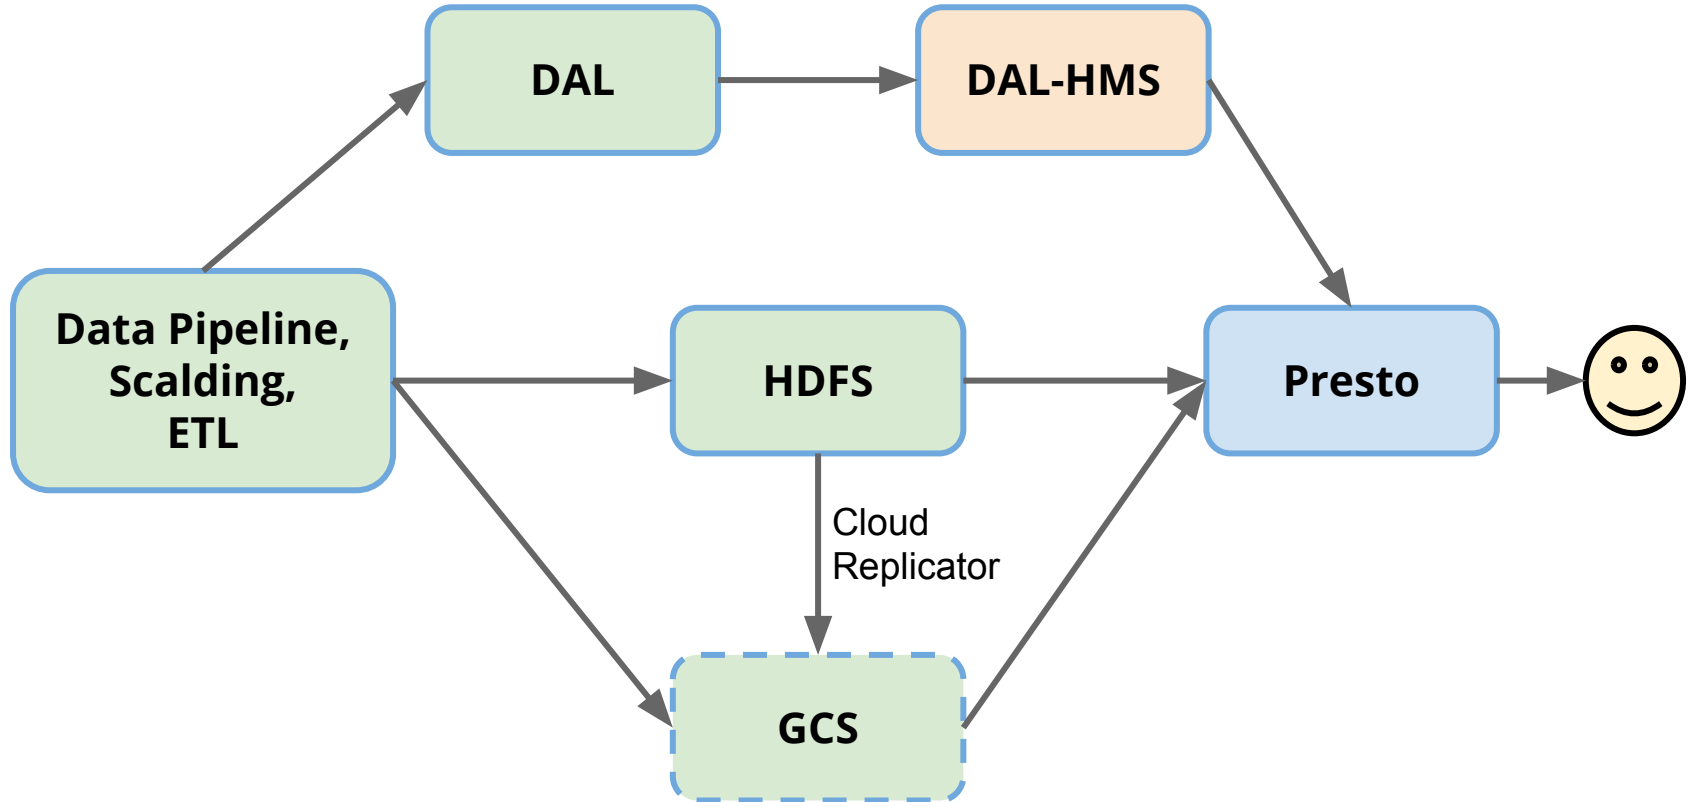 DAL
DAL-HMS
Data Pipeline,
Scalding,
ETL
HDFS
Presto
Cloud
Replicator
GCS